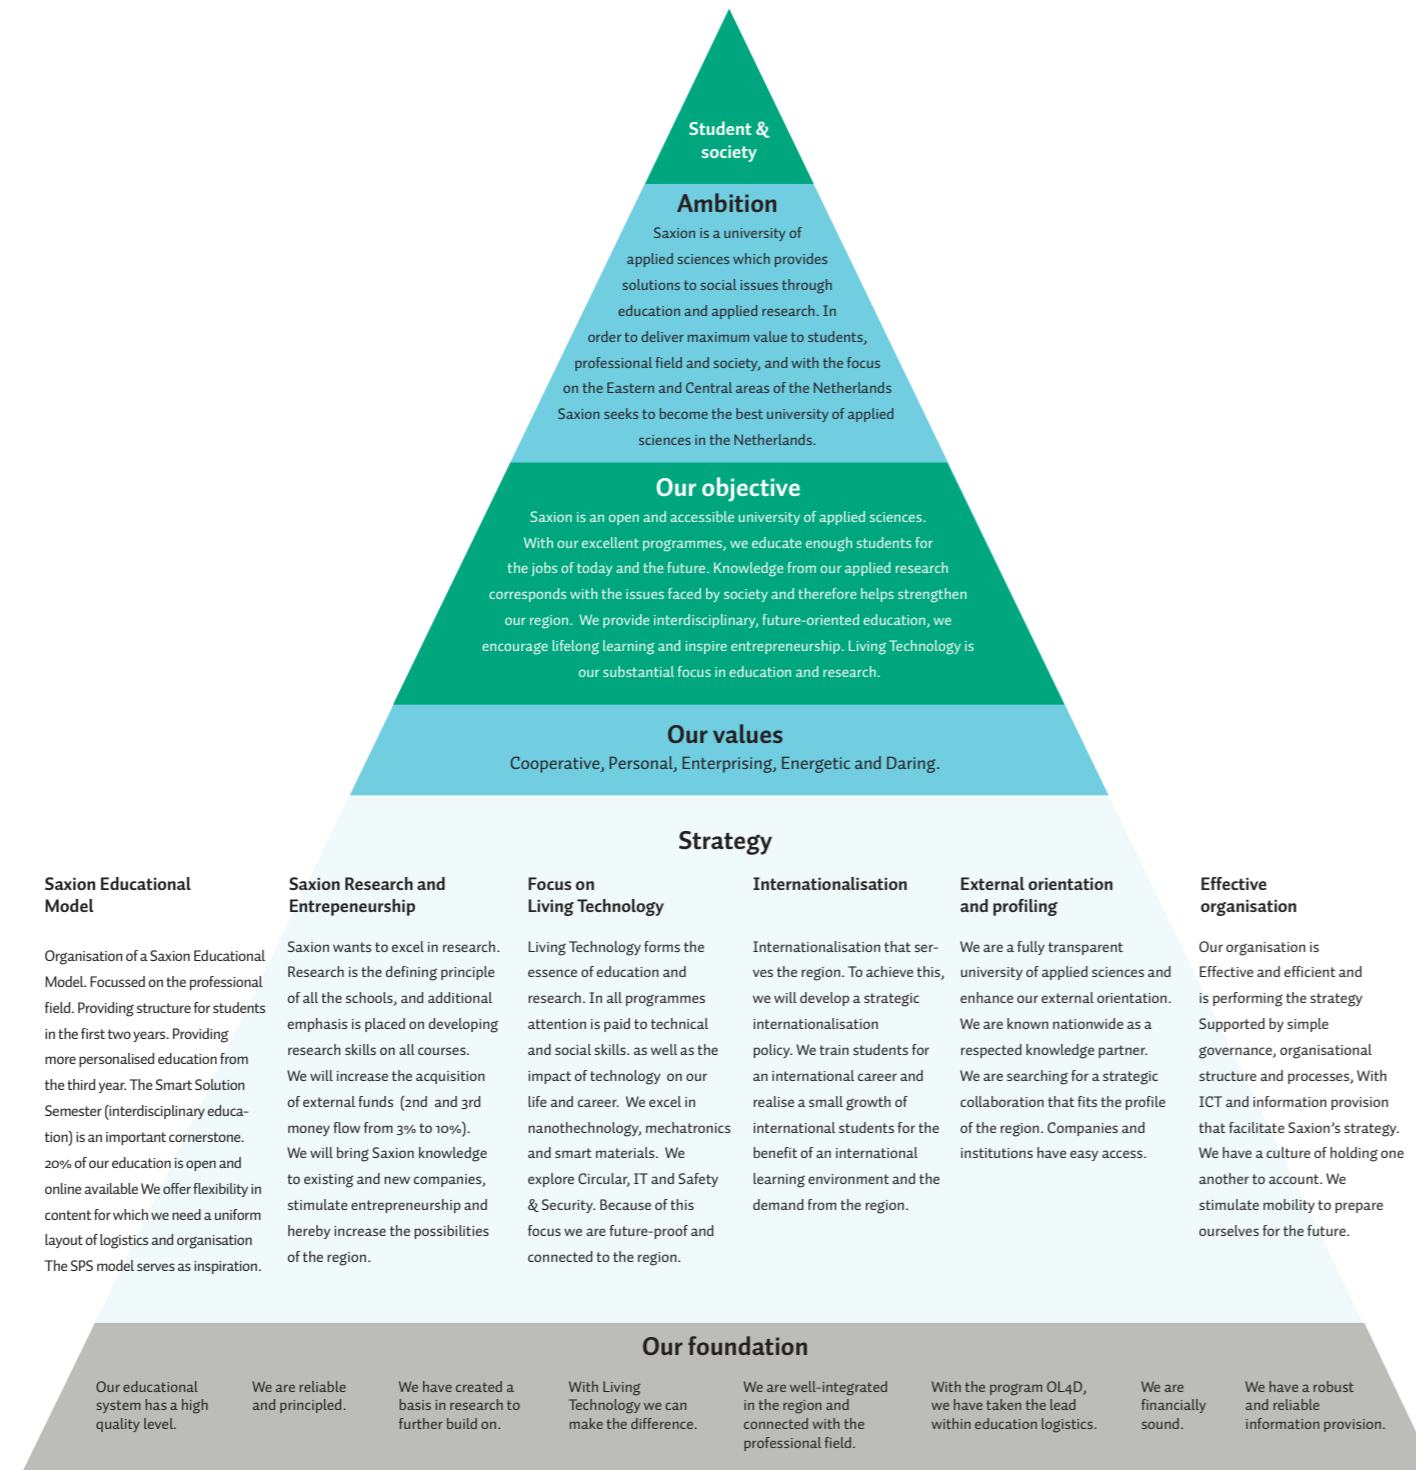 Student &
society
Ambition
Saxion is a university of
applied sciences which provides
solutions to social issues through
education and applied research. In
order to deliver maximum value to students,
professional field and society, and with the focus
on the Eastern and Central areas of the Netherlands
Saxion seeks to become the best university of applied
sciences in the Netherlands.
Our objective
Saxion is an open and accessible university of applied sciences.
With our excellent programmes, we educate enough students for
the jobs of today and the future. Knowledge from our applied research
corresponds with the issues faced by society and therefore helps strengthen
our region. We provide interdisciplinary, future-oriented education, we
encourage lifelong learning and inspire entrepreneurship. Living Technology is
our substantial focus in education and research.
Our values
Cooperative, Personal, Enterprising, Energetic and Daring.
Strategy
Saxion Educational
Model
Organisation of a Saxion Educational
Model. Focussed on the professional
field. Providing structure for students
in the first two years. Providing
more personalised education from
the third year. The Smart Solution
Semester (interdisciplinary educa-
tion) is an important cornerstone.
20% of our education is open and
online available We offer flexibility in
content for which we need a uniform
layout of logistics and organisation
The SPS model serves as inspiration.
Saxion Research and
Entrepeneurship
Saxion wants to excel in research.
Research is the defining principle
of all the schools, and additional
emphasis is placed on developing
research skills on all courses.
We will increase the acquisition
of external funds (2nd and 3rd
money flow from 3% to 10%).
We will bring Saxion knowledge
to existing and new companies,
stimulate entrepreneurship and
hereby increase the possibilities
of the region.
Focus on
Living Technology
Living Technology forms the
essence of education and
research. In all programmes
attention is paid to technical
and social skills. as well as the
impact of technology on our
life and career. We excel in
nanothechnology, mechatronics
and smart materials. We
explore Circular, IT and Safety
& Security. Because of this
focus we are future-proof and
connected to the region.
Internationalisation
Internationalisation that ser-
ves the region. To achieve this,
we will develop a strategic
internationalisation
policy. We train students for
an international career and
realise a small growth of
international students for the
benefit of an international
learning environment and the
demand from the region.
External orientation
and profiling
We are a fully transparent
university of applied sciences and
enhance our external orientation.
We are known nationwide as a
respected knowledge partner.
We are searching for a strategic
collaboration that fits the profile
of the region. Companies and
institutions have easy access.
Effective
organisation
Our organisation is
Effective and efficient and
is performing the strategy
Supported by simple
governance, organisational
structure and processes, With
ICT and information provision
that facilitate Saxion's strategy.
We have a culture of holding one
another to account. We
stimulate mobility to prepare
ourselves for the future.
Our foundation
Our educational
system has a high
quality level.
We are reliable
and principled.
We have created a
basis in research to
further build on.
With Living
Technology we can
make the difference.
We are well-integrated
in the region and
connected with the
professional field.
With the program OL4D,
we have taken the lead
within education logistics.
We are
financially
sound.
We have a robust
and reliable
information provision.